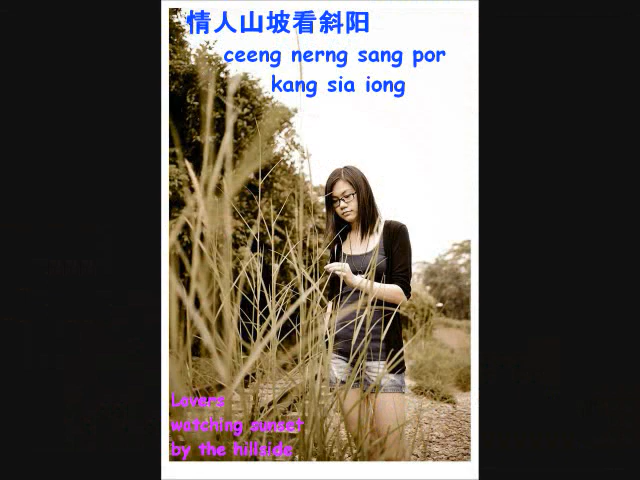 情人山坡看斜阳
ceeng nerng sang por
kang sia iong
Lovers
watching sunset
by the hillside